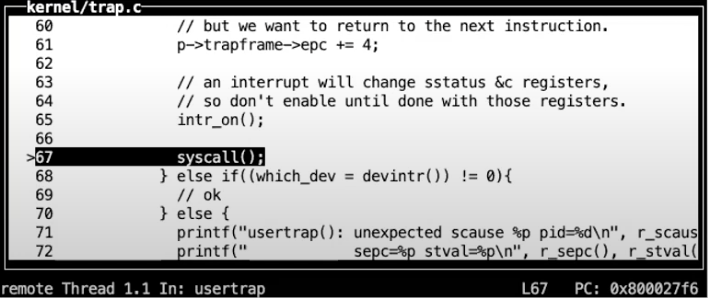 kernel/trap.c
60 // but we want to return to the next instruction.
61 p->trapframe->epc += 4;
62
63 // an interrupt will change sstatus &c registers,
64 // so don't enable until done with those registers.
65 intr_on();
66
>67 syscall();
68 } else if((which_dev = devintr()) != 0){
69 // ok
70 } else {
71 printf("usertrap(): unexpected scause %p pid=%d\n", r_scaus
72 printf(" sepc=%p stval=%p\n", r_sepc(), r_stval(
remote Thread 1.1 In: usertrap L67 PC: 0x800027f6